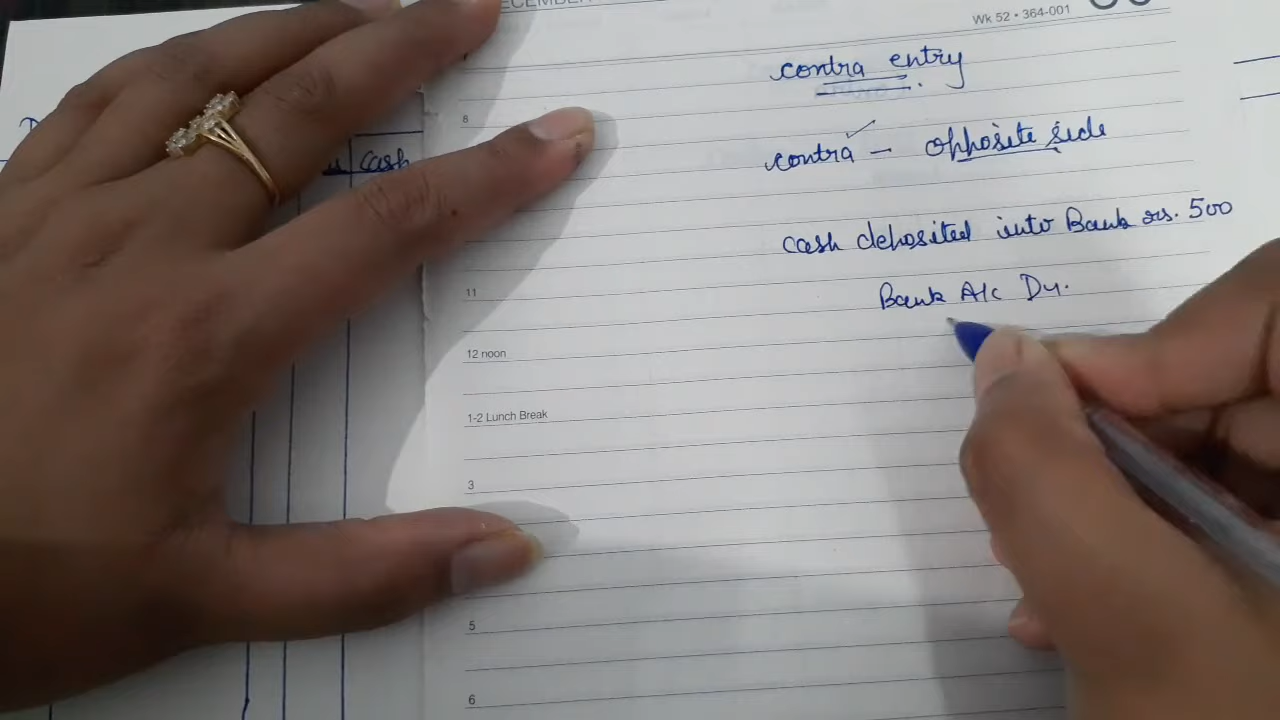 Wk 52 • 364-001
contra entry
8
contra – opposite side
cash
cash deposited into Bank rs. 500
11
Bank A/c Dr.
12 noon
1-2 Lunch Break
3
5
6